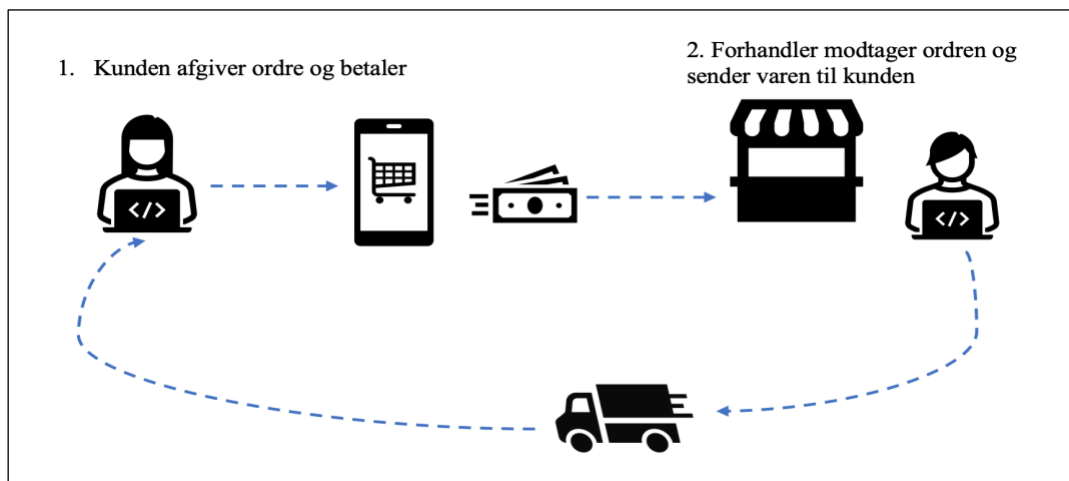 1. Kunden afgiver ordre og betaler
2. Forhandler modtager ordren og
sender varen til kunden
</>
</>